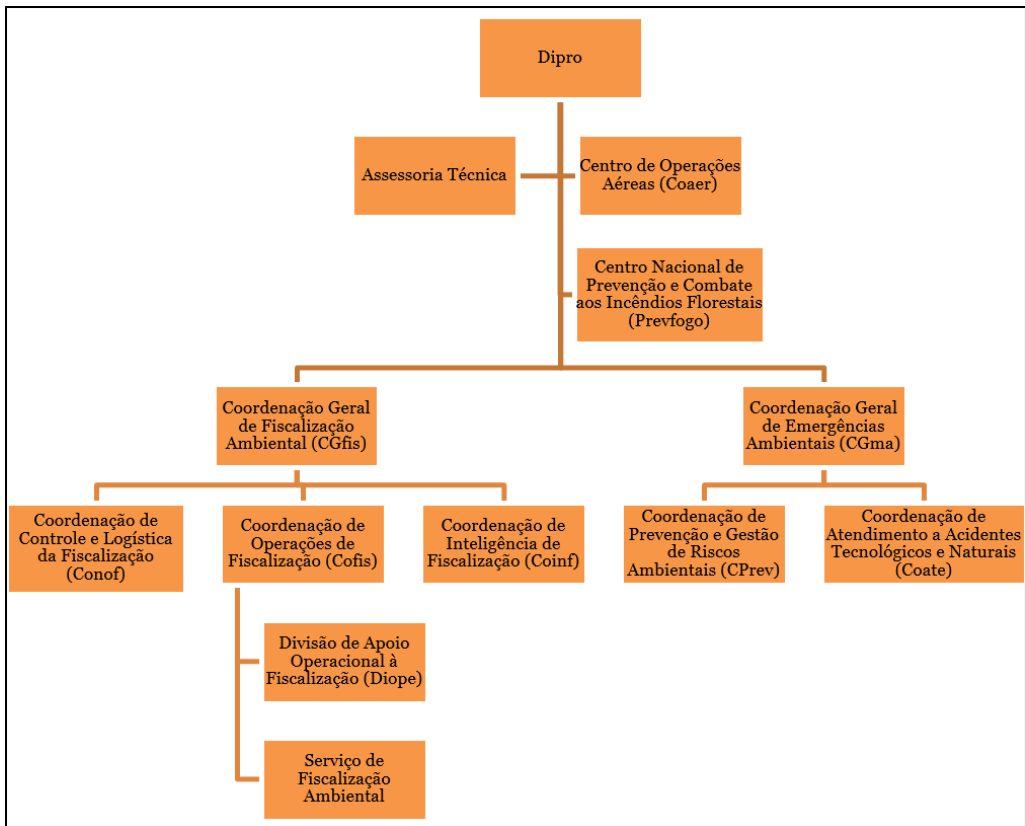 Dipro
Assessoria Técnica
Centro de Operações
Aéreas (Coaer)
Centro Nacional de
Prevenção e Combate
aos Incêndios Florestais
(Prevfogo)
Coordenação Geral
de Fiscalização
Ambiental (CGfis)
Coordenação Geral
de Emergências
Ambientais (CGma)
Coordenação de
Controle e Logística
da Fiscalização
(Conof)
Coordenação de
Operações de
Fiscalização (Cofis)
Coordenação de
Inteligência de
Fiscalização (Coinf)
Coordenação de
Prevenção e Gestão
de Riscos
Ambientais (CPrev)
Coordenação de
Atendimento a Acidentes
Tecnológicos e Naturais
(Coate)
Divisão de Apoio
Operacional à
Fiscalização (Diope)
Serviço de
Fiscalização
Ambiental